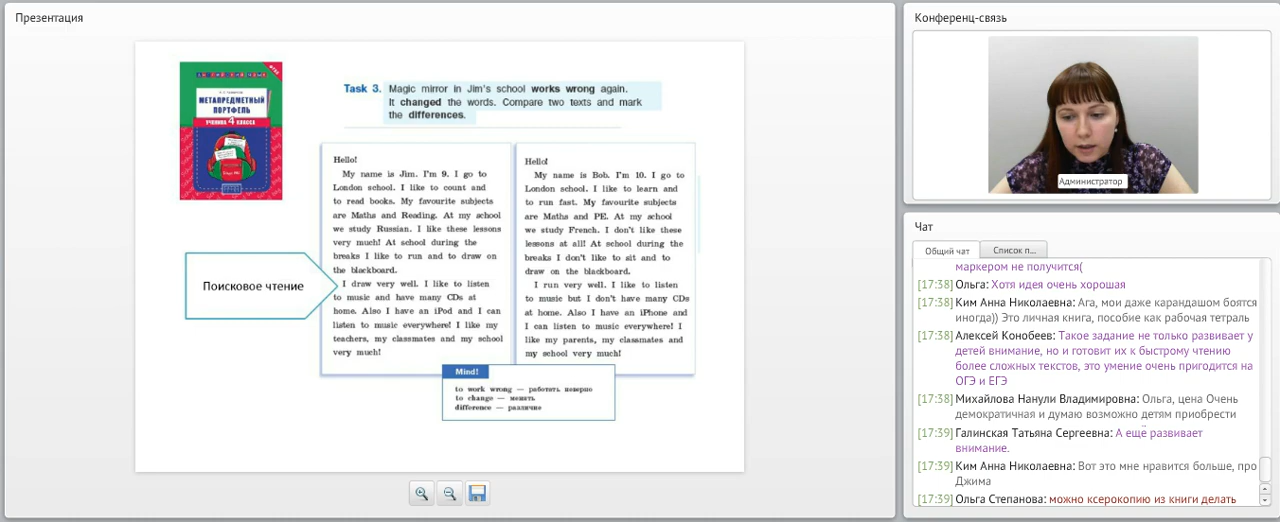 Презентация
АНГЛИЙСКИЙ ЯЗЫК
МЕТАПРЕДМЕТНЫЙ
ПОРТФЕЛЬ
УЧЕНИКА 4 КЛАССА
Task 3. Magic mirror in Jim's school works wrong again.
It changed the words. Compare two texts and mark
the differences.
Hello!
My name is Jim. I'm 9. I go to
London school. I like to count and
to read books. My favourite subjects
are Maths and Reading. At my school
we study Russian. I like these lessons
very much! At school during the
breaks I like to run and to draw on
the blackboard.
I draw very well. I like to listen
to music and have many CDs at
home. Also I have an iPod and I can
listen to music everywhere! I like my
teachers, my classmates and my school
very much!
Hello!
My name is Bob. I'm 10. I go to
London school. I like to learn and
to run fast. My favourite subjects
are Maths and PE. At my school
we study French. I don't like these
lessons at all! At school during the
breaks I don't like to sit and to
draw on the blackboard.
I run very well. I like to listen
to music but I don't have many CDs
at home. Also I have an iPhone and
I can listen to music everywhere! I
like my parents, my classmates and
my school very much!
Поисковое чтение
Mind!
to work wrong — работать неверно
to change — менять
difference — различие
Конференц-связь
Администратор
Чат
Общий чат
Список п...
маркером не получится(
[17:38] Ольга: Хотя идея очень хорошая
[17:38] Ким Анна Николаевна: Ага, мои даже карандашом боятся
иногда)) Это личная книга, пособие как рабочая тетраль
[17:38] Алексей Конобеев: Такое задание не только развивает у
детей внимание, но и готовит их к быстрому чтению
более сложных текстов, это умение очень пригодится на
ОГЭ и ЕГЭ
[17:38] Михайлова Нанули Владимировна: Ольга, цена Очень
демократичная и думаю возможно детям приобрести
[17:39] Галинская Татьяна Сергеевна: А ещё развивает
внимание.
[17:39] Ким Анна Николаевна: Вот это мне нравится больше, про
Джима
[17:39] Ольга Степанова: можно ксерокопию из книги делать